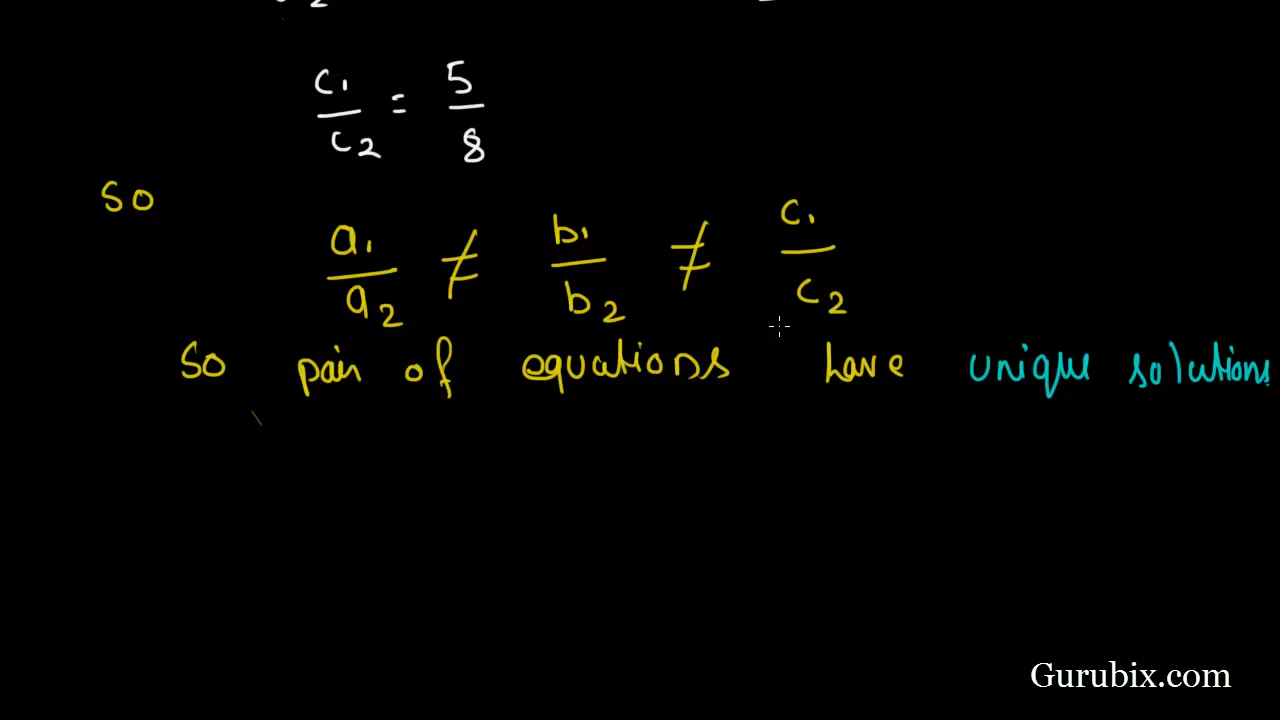 c₁/c₂ = 5/8
so
a₁/a₂ ≠ b₁/b₂ ≠ c₁/c₂
so pair of equations have unique solutions
Gurubix.com